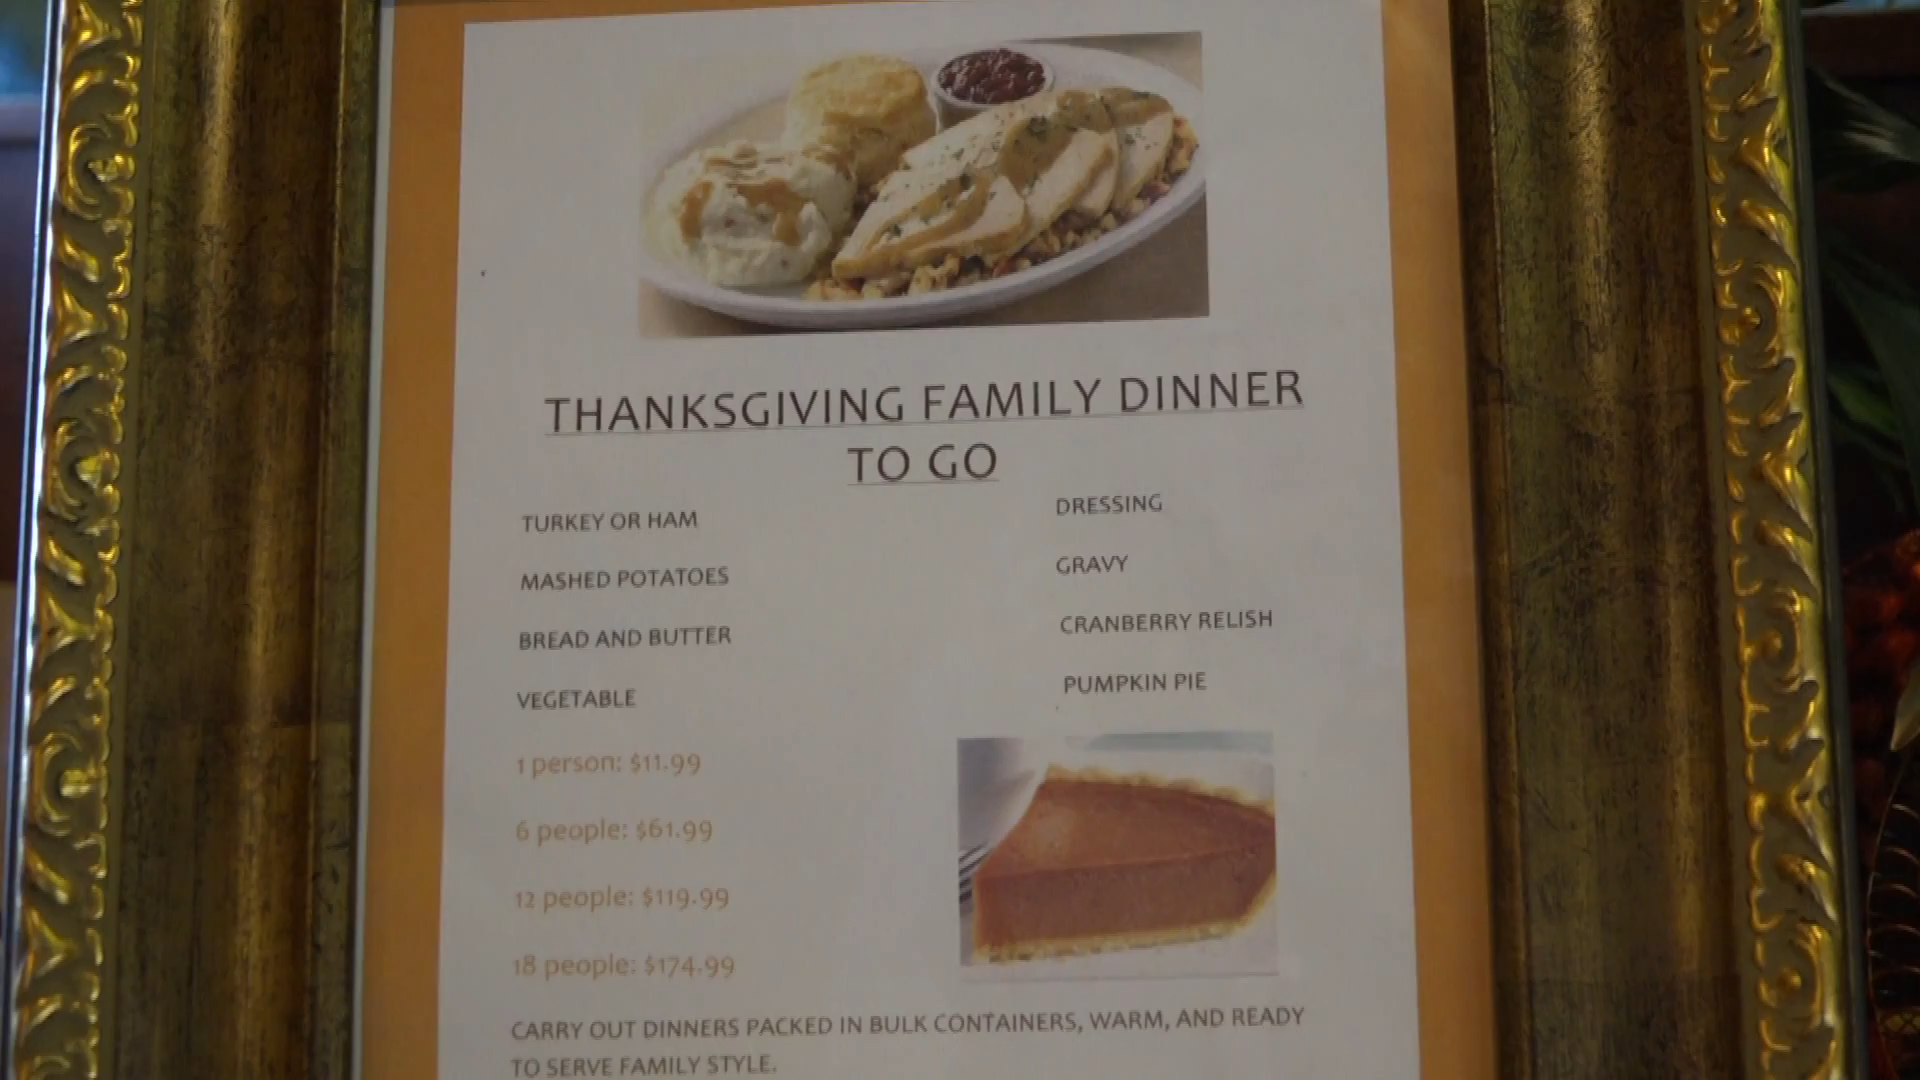 THANKSGIVING FAMILY DINNER
TO GO
TURKEY OR HAM
MASHED POTATOES
BREAD AND BUTTER
VEGETABLE
DRESSING
GRAVY
CRANBERRY RELISH
PUMPKIN PIE
1 person: $11.99
6 people: $61.99
12 people: $119.99
18 people: $174.99
CARRY OUT DINNERS PACKED IN BULK CONTAINERS, WARM, AND READY
TO SERVE FAMILY STYLE.